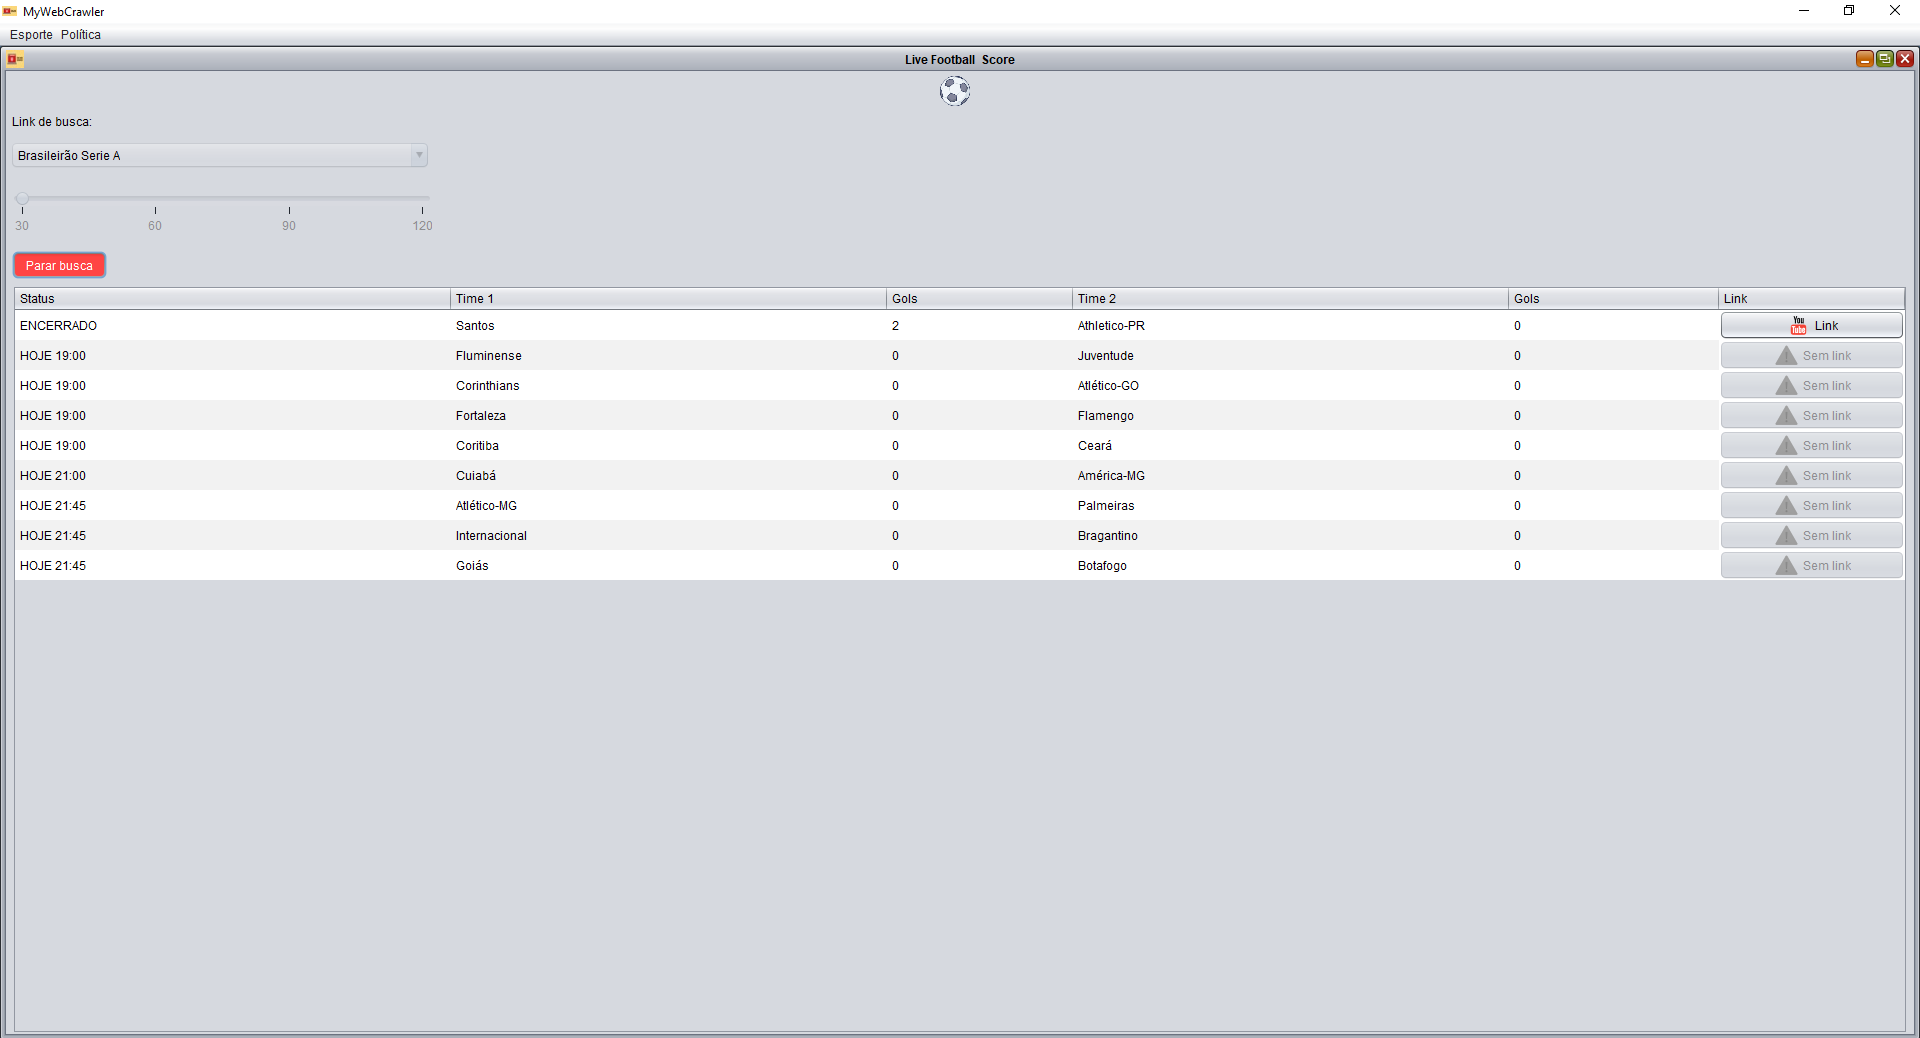 MyWebCrawler
Esporte Política
Live Football Score
Link de busca:
Brasileirão Serie A
30 60 90 120
Parar busca
Status Time 1 Gols Time 2 Gols Link
ENCERRADO Santos 2 Athletico-PR 0 You Tube Link
HOJE 19:00 Fluminense 0 Juventude 0 Sem link
HOJE 19:00 Corinthians 0 Atlético-GO 0 Sem link
HOJE 19:00 Fortaleza 0 Flamengo 0 Sem link
HOJE 19:00 Coritiba 0 Ceará 0 Sem link
HOJE 21:00 Cuiabá 0 América-MG 0 Sem link
HOJE 21:45 Atlético-MG 0 Palmeiras 0 Sem link
HOJE 21:45 Internacional 0 Bragantino 0 Sem link
HOJE 21:45 Goiás 0 Botafogo 0 Sem link